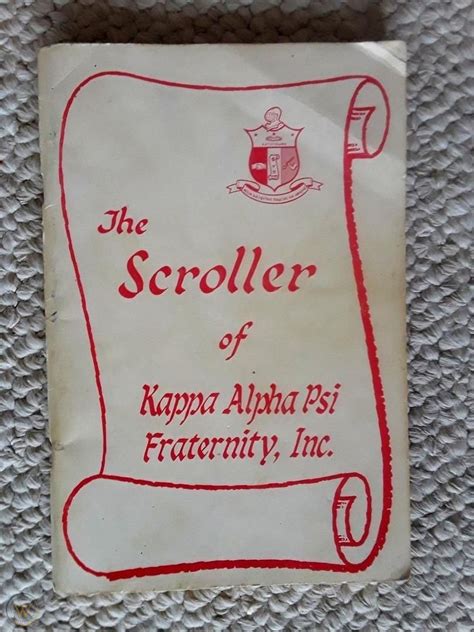 The
Scroller
of
Kappa Alpha Psi
Fraternity, Inc.